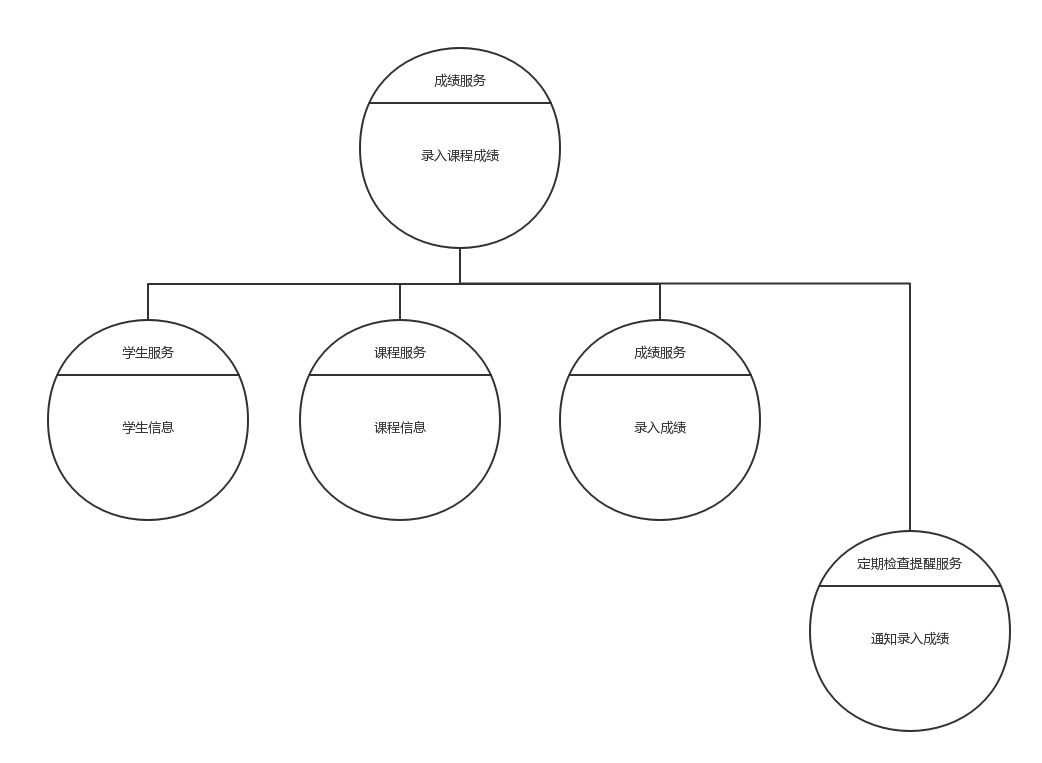 成绩服务
录入课程成绩
学生服务
学生信息
课程服务
课程信息
成绩服务
录入成绩
定期检查提醒服务
通知录入成绩